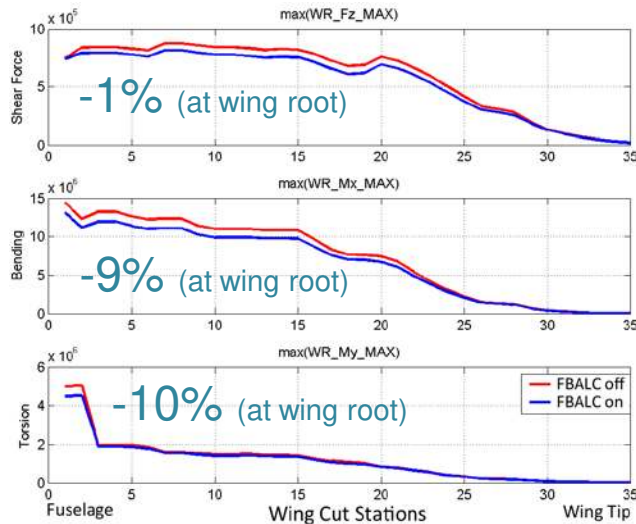 max(WR_Fz_MAX)
x 10^5
10
5
0
Shear Force
-1% (at wing root)
0 5 10 15 20 25 30 35
max(WR_Mx_MAX)
x 10^6
15
10
5
0
Bending
-9% (at wing root)
0 5 10 15 20 25 30 35
max(WR_My_MAX)
x 10^6
6
4
2
0
Torsion
-10% (at wing root)
FBALC off
FBALC on
0 5 10 15 20 25 30 35
Fuselage Wing Cut Stations Wing Tip